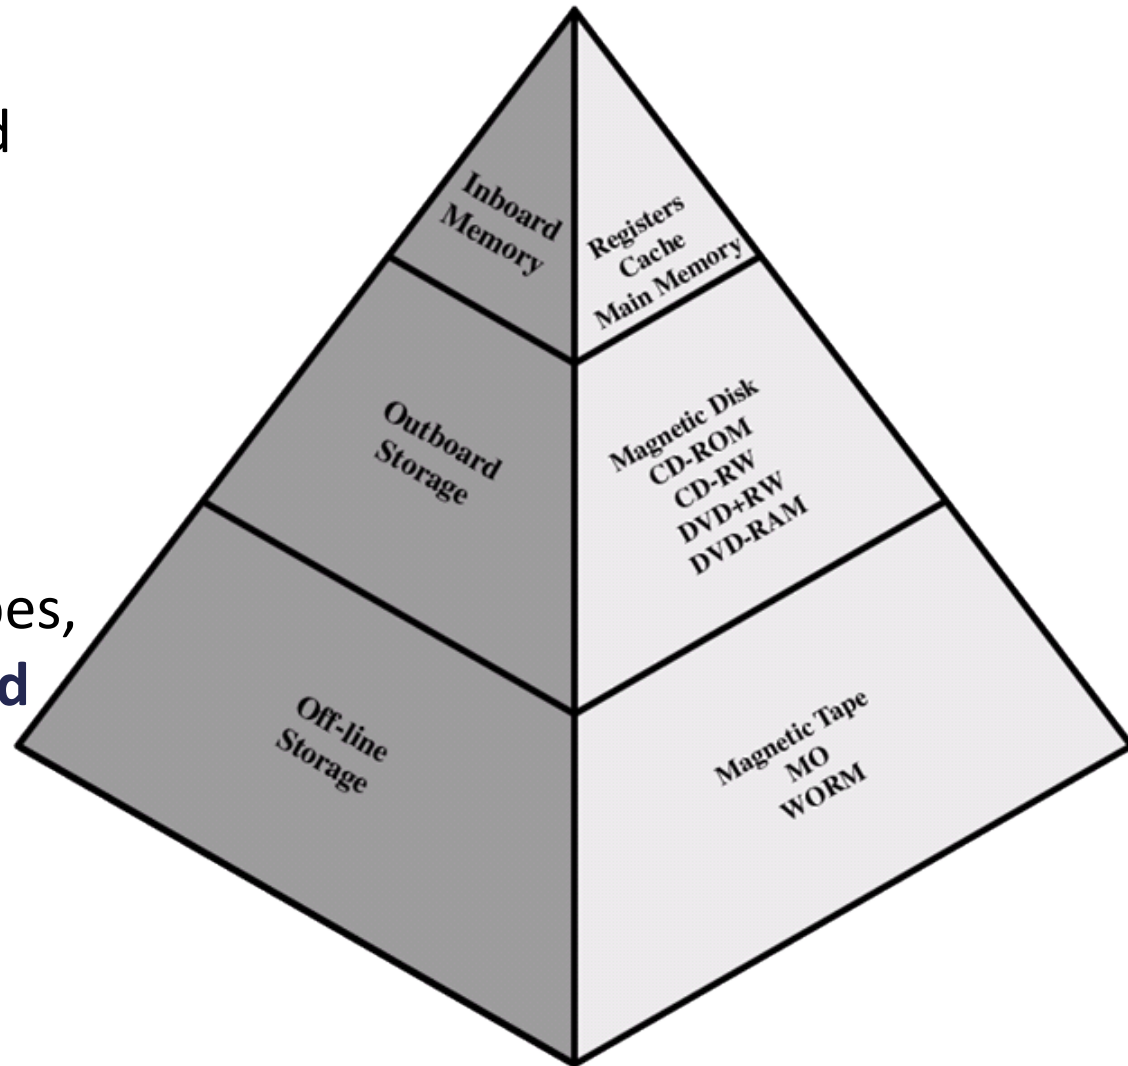 Inboard
Memory
Registers
Cache
Main Memory
Outboard
Storage
Magnetic Disk
CD-ROM
CD-RW
DVD+RW
DVD-RAM
Off-line
Storage
Magnetic Tape
MO
WORM